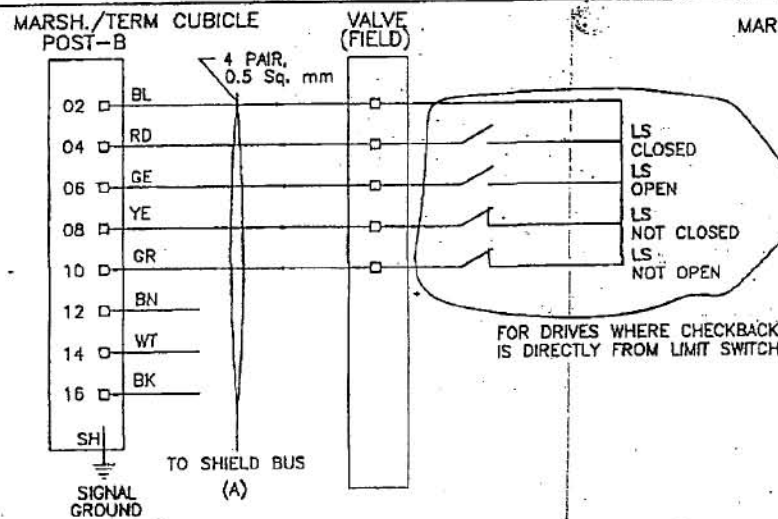 MARSH./TERM CUBICLE
POST-B
VALVE
(FIELD)
MAR
4 PAIR,
0.5 Sq. mm
02 BL
04 RD
06 GE
08 YE
10 GR
12 BN
14 WT
16 BK
SH
SIGNAL
GROUND
TO SHIELD BUS
(A)
LS
CLOSED
LS
OPEN
LS
NOT CLOSED
LS
NOT OPEN
FOR DRIVES WHERE CHECKBACK
IS DIRECTLY FROM LIMIT SWITCH